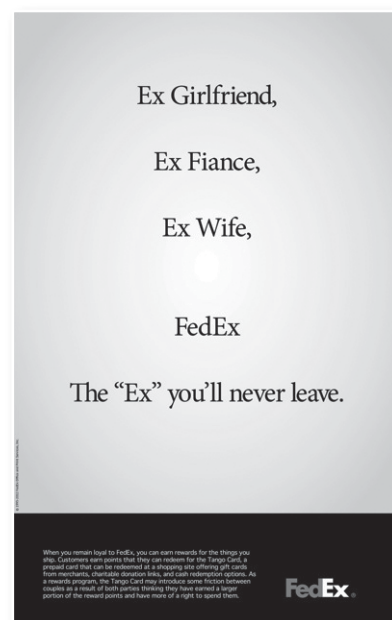 Ex Girlfriend,
Ex Fiance,
Ex Wife,
FedEx
The “Ex” you’ll never leave.
When you remain loyal to FedEx, you can earn rewards for the things you
ship. Customers earn points that they can redeem for the Tango Card, a
prepaid card that can be redeemed at a shopping site offering gift cards
from merchants, charitable donation links, and cash redemption options. As
a rewards program, the Tango Card may introduce some friction between
couples as a result of both parties thinking they have earned a larger
portion of the reward points and have more of a right to spend them.
FedEx®